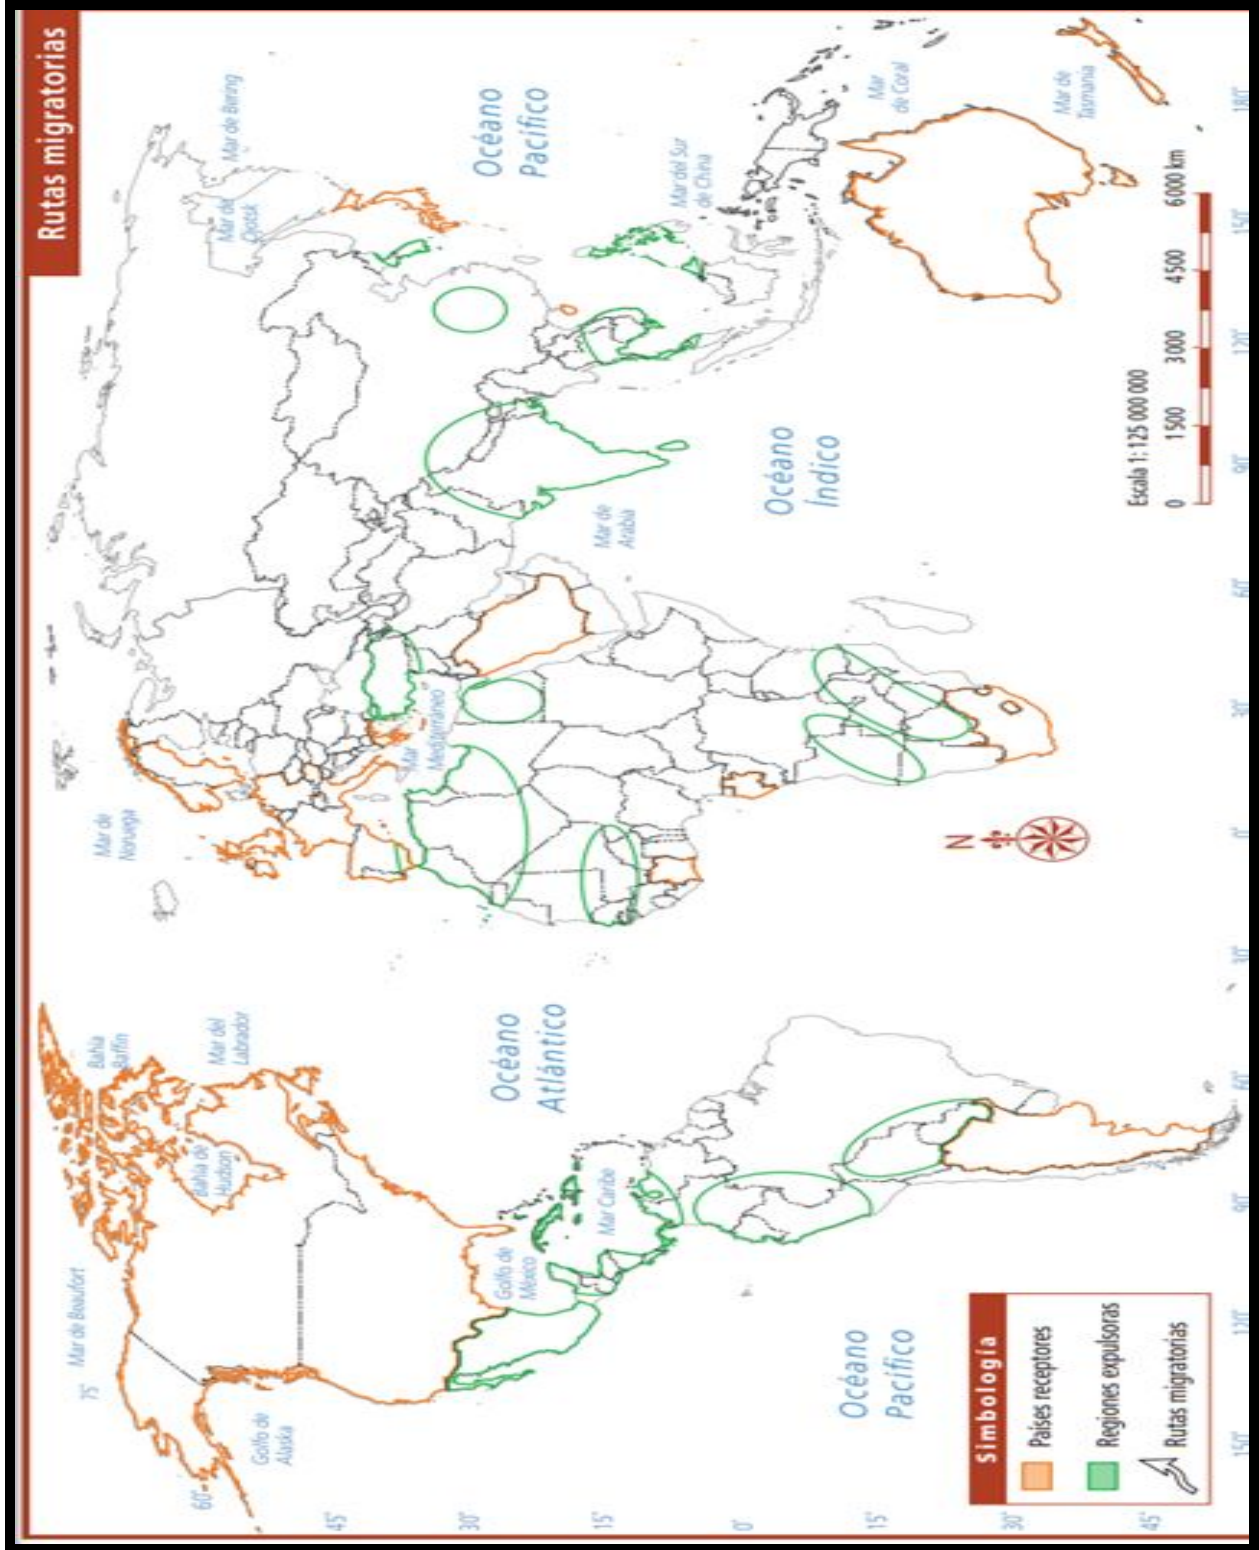 Rutas migratorias
Mar de Beaufort
Bahía
Baffin
Mar del
Labrador
Bahía de
Hudson
Golfo de
Alaska
Golfo de
México
Mar Caribe
Océano
Atlántico
Océano
Pacífico
Mar de
Noruega
Mar
Mediterráneo
Mar de
Arabia
Océano
Índico
Mar de
Ojotsk
Mar de Bering
Océano
Pacífico
Mar del Sur
de China
Mar
de Coral
Mar de
Tasmania
75°
60°
45°
30°
15°
0°
15°
30°
45°
150°
120°
90°
60°
30°
0°
30°
60°
90°
120°
150°
180°
N
Simbología
Países receptores
Regiones expulsoras
Rutas migratorias
Escala 1: 125 000 000
0 1500 3000 4500 6000 km